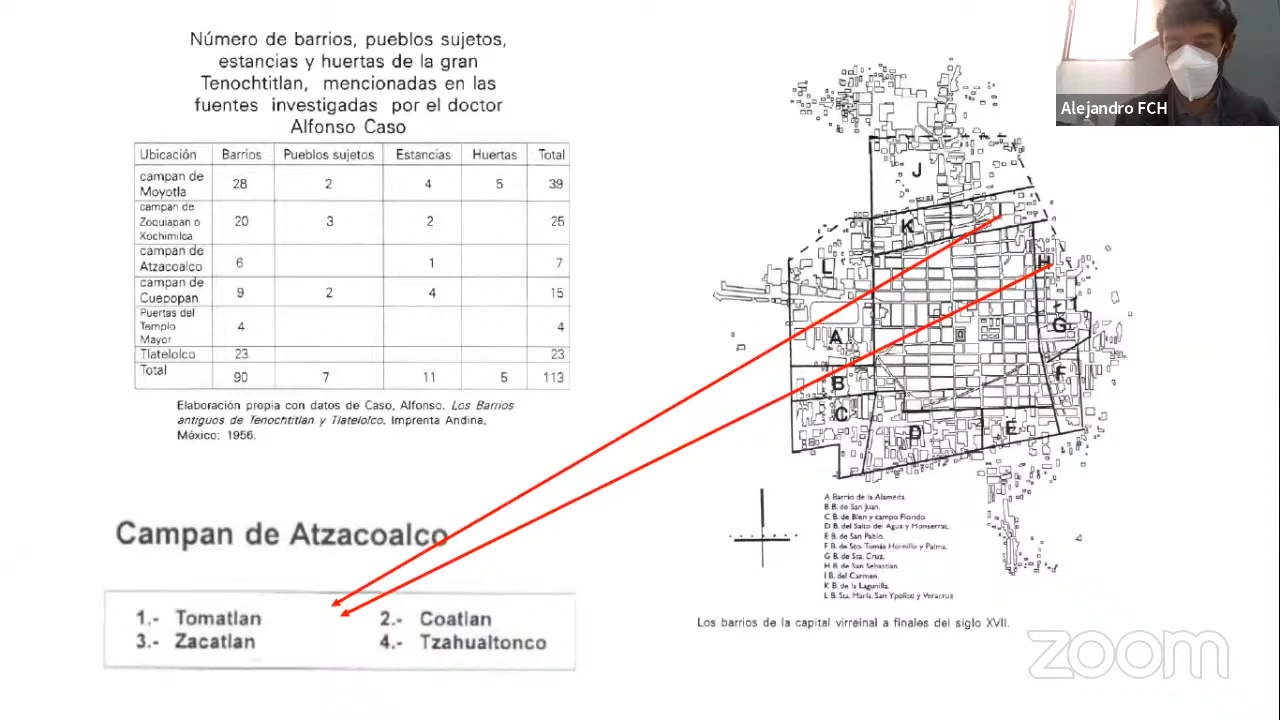 Número de barrios, pueblos sujetos,
estancias y huertas de la gran
Tenochtitlan, mencionadas en las
fuentes investigadas por el doctor
Alfonso Caso
Ubicación Barrios Pueblos sujetos Estancias Huertas Total
campan de
Moyotla 28 2 4 5 39
campan de
Zoquiapan o
Xochimilca 20 3 2 25
campan de
Atzacoalco 6 1 7
campan de
Cuepopan 9 2 4 15
Puertas del
Templo
Mayor 4 4
Tlatelolco 23 23
Total 90 7 11 5 113
Elaboración propia con datos de Caso, Alfonso. Los Barrios
antiguos de Tenochtitlan y Tlatelolco. Imprenta Andina,
México: 1956.
Campan de Atzacoalco
1.- Tomatlan 2.- Coatlan
3.- Zacatlan 4.- Tzahualtonco
Alejandro FCH
J
K I
L H
A G
B F
C
D E
A Barrio de la Alameda.
B B. de San Juan.
C B. de Bien y campo Florido.
D B. del Salto del Agua y Monserrat.
E B. de San Pablo.
F B. de Sto. Tomás Hornillo y Palma.
G B. de Sta. Cruz.
H B. de San Sebastian.
I B. del Carmen.
K B. de la Lagunilla.
L B. Sta. María, San Ypolito y Veracruz
Los barrios de la capital virreinal a finales del siglo XVII.
zoom